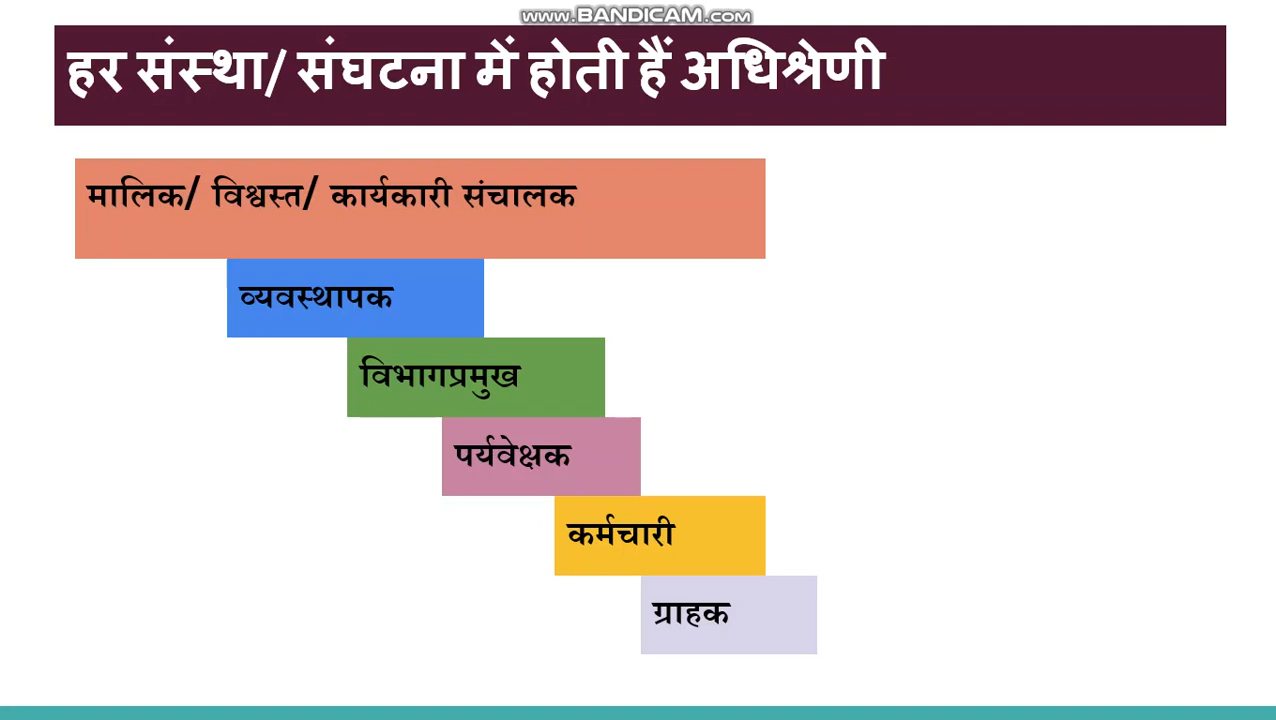 www.BANDICAM.com
हर संस्था/ संघटना में होती हैं अधिश्रेणी
मालिक/ विश्वस्त/ कार्यकारी संचालक
व्यवस्थापक
विभागप्रमुख
पर्यवेक्षक
कर्मचारी
ग्राहक